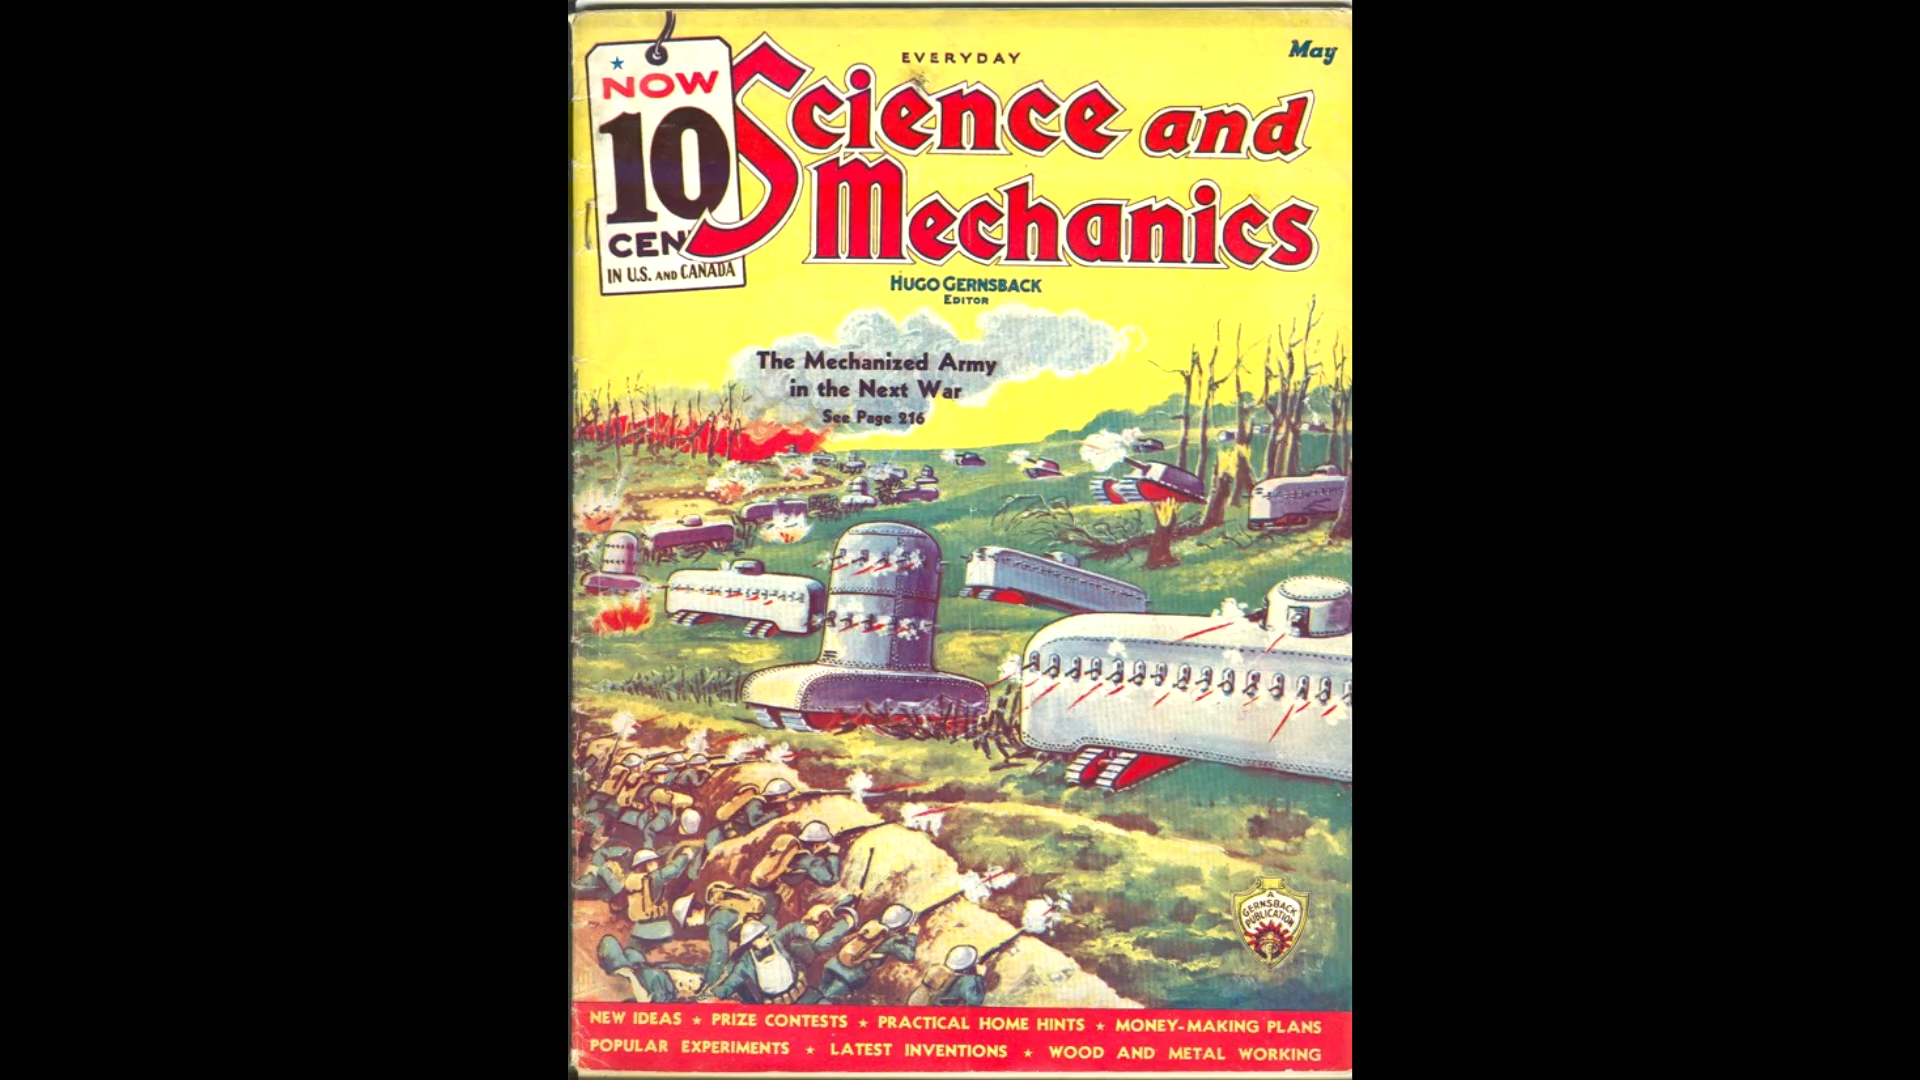 NOW
10
CEN
IN U.S. AND CANADA
EVERYDAY
May
Science and
Mechanics
HUGO GERNSBACK
EDITOR
The Mechanized Army
in the Next War
See Page 216
A
GERNSBACK
PUBLICATION
NEW IDEAS ★ PRIZE CONTESTS ★ PRACTICAL HOME HINTS ★ MONEY-MAKING PLANS
POPULAR EXPERIMENTS ★ LATEST INVENTIONS ★ WOOD AND METAL WORKING